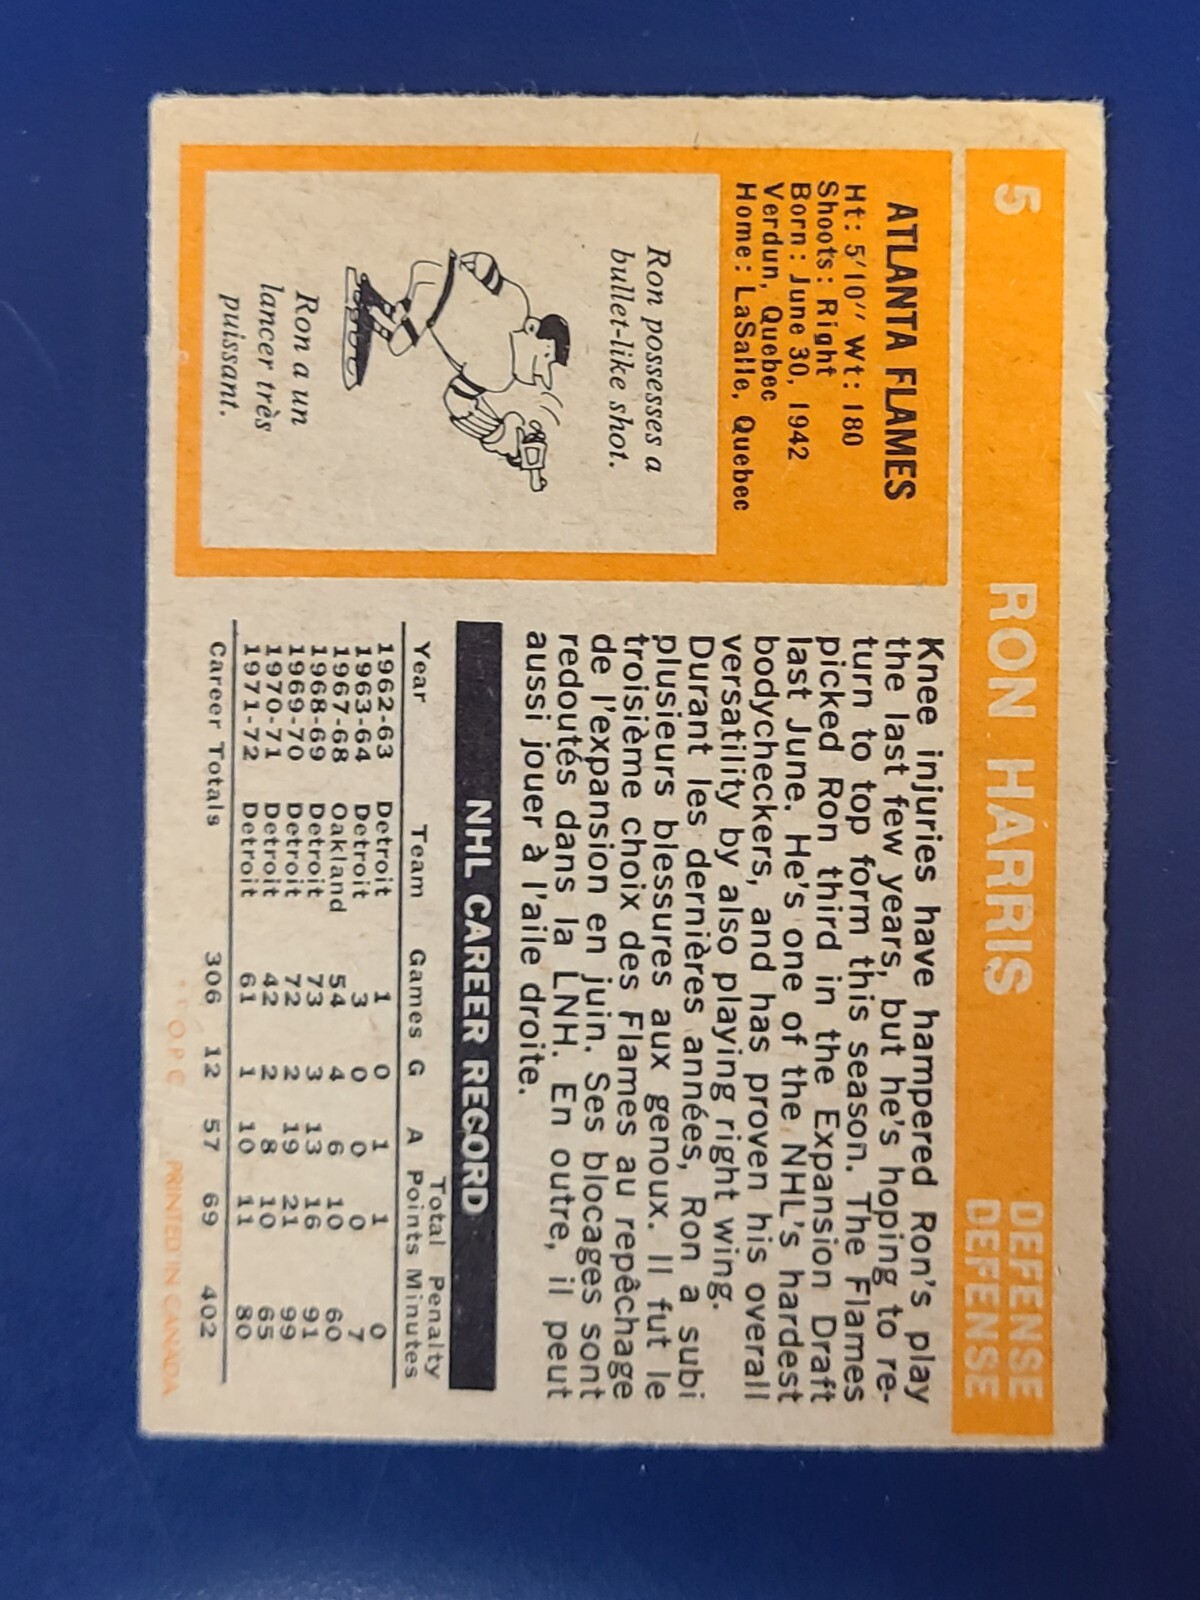 5 RON HARRIS DEFENSE
DEFENSE
ATLANTA FLAMES
Ht: 5'10" Wt: 180
Shoots: Right
Born: June 30, 1942
Verdun, Quebec
Home: LaSalle, Quebec
Ron possesses a
bullet-like shot.
Ron a un
lancer très
puissant.
Knee injuries have hampered Ron's play
the last few years, but he's hoping to re-
turn to top form this season. The Flames
picked Ron third in the Expansion Draft
last June. He's one of the NHL's hardest
bodycheckers, and has proven his overall
versatility by also playing right wing.
Durant les dernières années, Ron a subi
plusieurs blessures aux genoux. Il fut le
troisième choix des Flames au repêchage
de l'expansion en juin. Ses blocages sont
redoutés dans la LNH. En outre, il peut
aussi jouer à l'aile droite.
NHL CAREER RECORD
Total Penalty
Year Team Games G A Points Minutes
1962-63 Detroit 1 0 1 1 0
1963-64 Detroit 3 0 0 0 7
1967-68 Oakland 54 4 6 10 60
1968-69 Detroit 73 3 13 16 91
1969-70 Detroit 72 2 19 21 99
1970-71 Detroit 42 2 8 10 65
1971-72 Detroit 61 1 10 11 80
Career Totals 306 12 57 69 402
* O.P.C. PRINTED IN CANADA